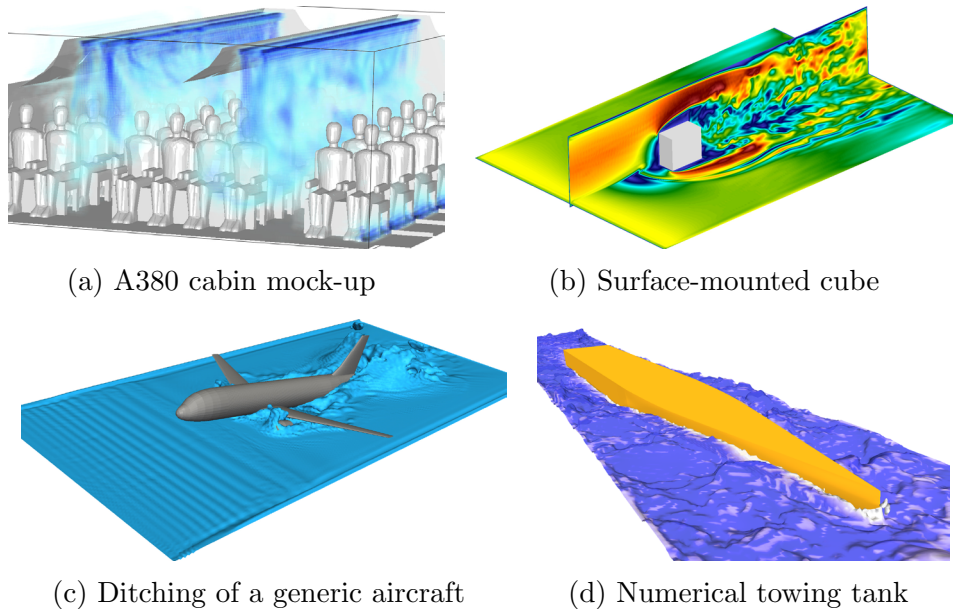 (a) A380 cabin mock-up
(b) Surface-mounted cube
(c) Ditching of a generic aircraft
(d) Numerical towing tank